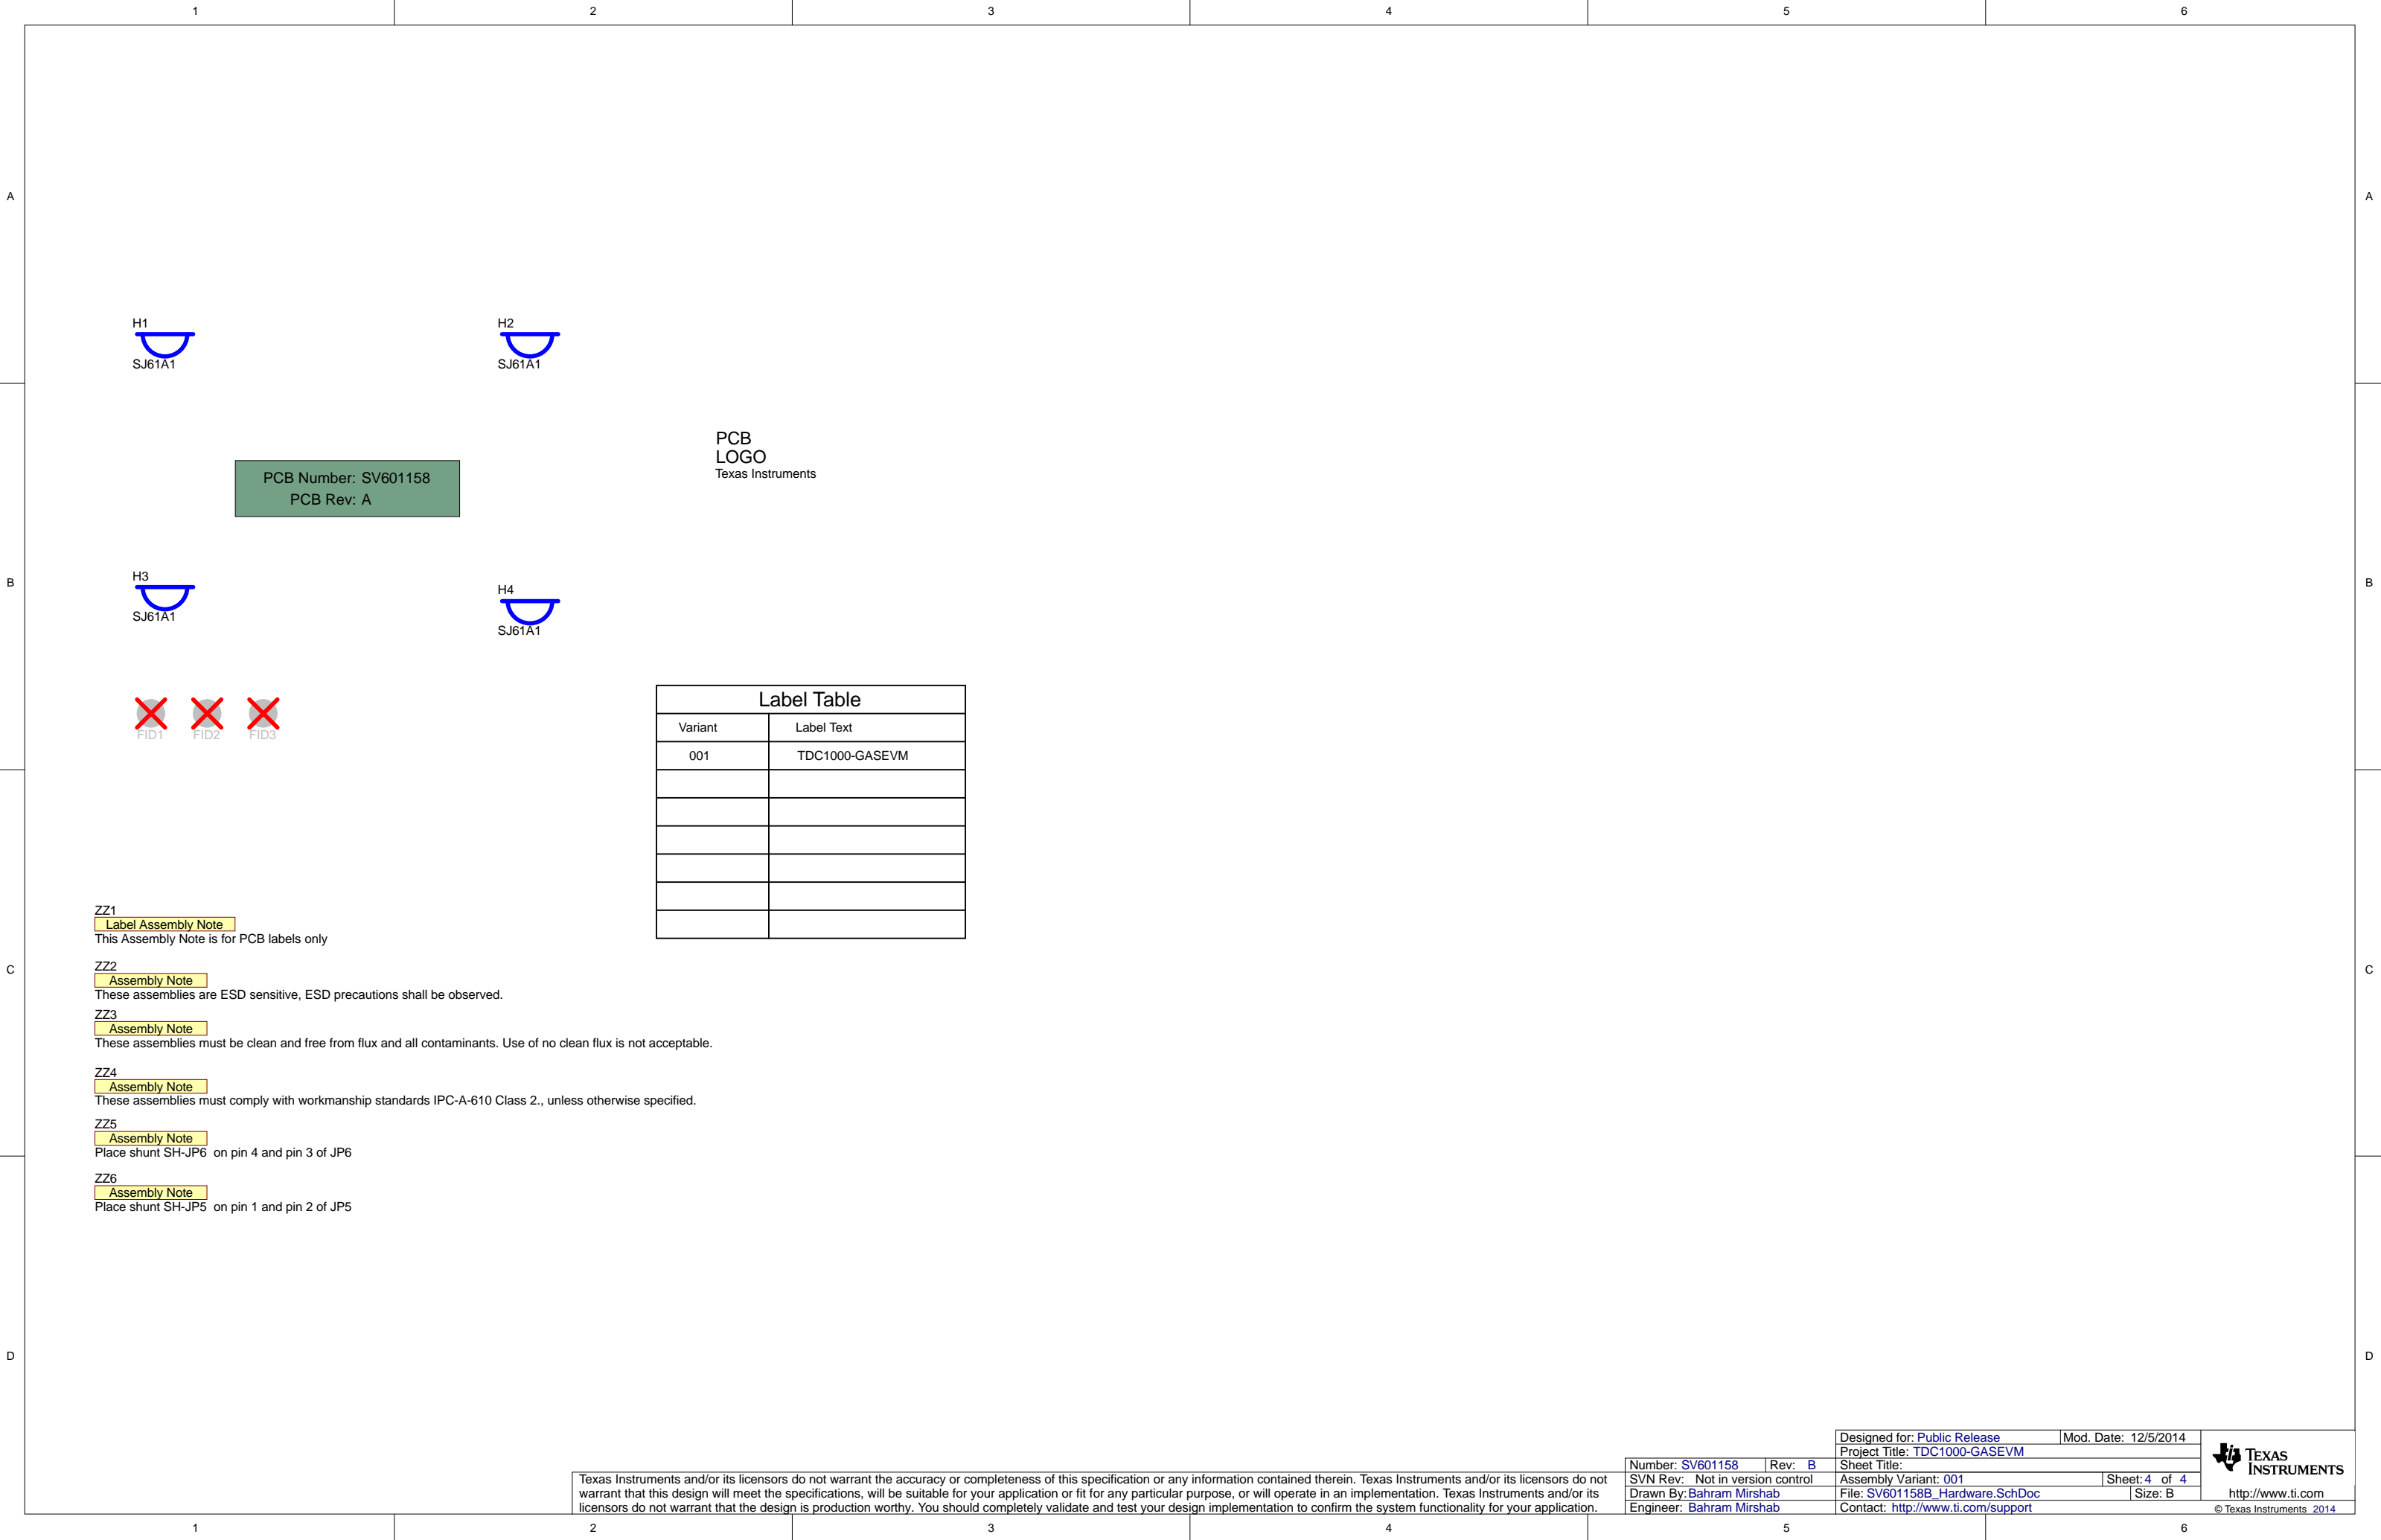 1 2 3 4 5 6
A A
H1 H2
SJ61A1 SJ61A1
PCB
LOGO
Texas Instruments
PCB Number: SV601158
PCB Rev: A
B B
H3 H4
SJ61A1 SJ61A1
FID1 FID2 FID3
Label Table
Variant Label Text
001 TDC1000-GASEVM
ZZ1
Label Assembly Note
This Assembly Note is for PCB labels only
C C
ZZ2
Assembly Note
These assemblies are ESD sensitive, ESD precautions shall be observed.
ZZ3
Assembly Note
These assemblies must be clean and free from flux and all contaminants. Use of no clean flux is not acceptable.
ZZ4
Assembly Note
These assemblies must comply with workmanship standards IPC-A-610 Class 2., unless otherwise specified.
ZZ5
Assembly Note
Place shunt SH-JP6 on pin 4 and pin 3 of JP6
ZZ6
Assembly Note
Place shunt SH-JP5 on pin 1 and pin 2 of JP5
D D
Texas Instruments and/or its licensors do not warrant the accuracy or completeness of this specification or any information contained therein. Texas Instruments and/or its licensors do not
warrant that this design will meet the specifications, will be suitable for your application or fit for any particular purpose, or will operate in an implementation. Texas Instruments and/or its
licensors do not warrant that the design is production worthy. You should completely validate and test your design implementation to confirm the system functionality for your application.
Number: SV601158 Rev: B
SVN Rev: Not in version control
Drawn By: Bahram Mirshab
Engineer: Bahram Mirshab
Designed for: Public Release Mod. Date: 12/5/2014
Project Title: TDC1000-GASEVM
Sheet Title:
Assembly Variant: 001 Sheet: 4 of 4
File: SV601158B_Hardware.SchDoc Size: B
Contact: http://www.ti.com/support
TEXAS
INSTRUMENTS
http://www.ti.com
© Texas Instruments 2014
1 2 3 4 5 6